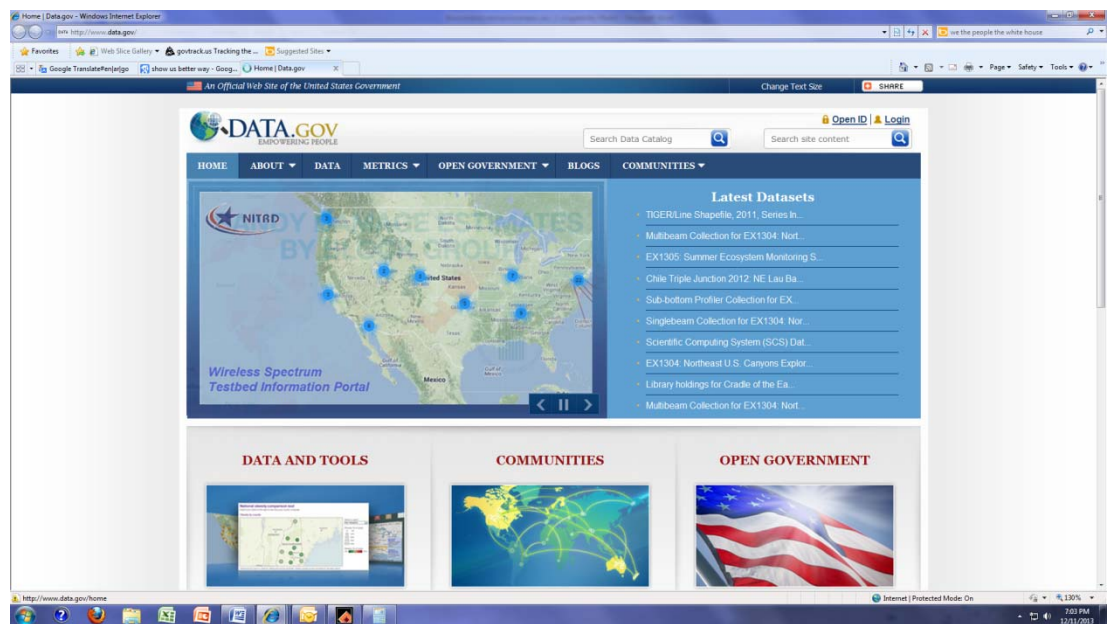 Home | Data.gov - Windows Internet Explorer
http://www.data.gov/
we the people the white house
Favorites Web Slice Gallery govtrack.us Tracking the ... Suggested Sites
Google Translate#en|ar|go show us better way - Goog... Home | Data.gov x Page Safety Tools
An Official Web Site of the United States Government Change Text Size SHARE
Open ID | Login
DATA.GOV
EMPOWERING PEOPLE
Search Data Catalog Search site content
HOME ABOUT DATA METRICS OPEN GOVERNMENT BLOGS COMMUNITIES
NITRD
United States
Mexico
Wireless Spectrum
Testbed Information Portal
Latest Datasets
TIGER/Line Shapefile, 2011, Series In...
Multibeam Collection for EX1304: Nort...
EX1305: Summer Ecosystem Monitoring S...
Chile Triple Junction 2012: NE Lau Ba...
Sub-bottom Profiler Collection for EX...
Singlebeam Collection for EX1304: Nor...
Scientific Computing System (SCS) Dat...
EX1304: Northeast U.S. Canyons Explor...
Library holdings for Cradle of the Ea...
Multibeam Collection for EX1304: Nort...
DATA AND TOOLS COMMUNITIES OPEN GOVERNMENT
http://www.data.gov/home Internet | Protected Mode: On 130%
7:03 PM
12/11/2013